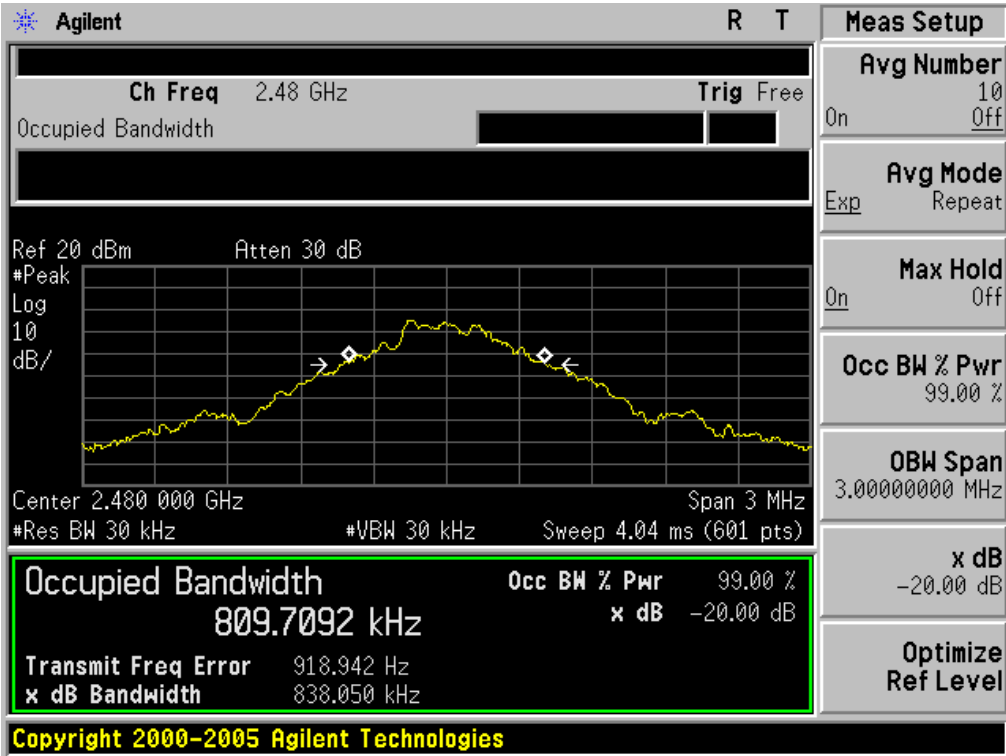 Agilent R T
Ch Freq 2.48 GHz Trig Free
Occupied Bandwidth
Ref 20 dBm Atten 30 dB
#Peak
Log
10
dB/
Center 2.480 000 GHz Span 3 MHz
#Res BW 30 kHz #VBW 30 kHz Sweep 4.04 ms (601 pts)
Occupied Bandwidth
809.7092 kHz
Occ BW % Pwr 99.00 %
x dB -20.00 dB
Transmit Freq Error 918.942 Hz
x dB Bandwidth 838.050 kHz
Copyright 2000-2005 Agilent Technologies
Meas Setup
Avg Number
10
On Off
Avg Mode
Exp Repeat
Max Hold
On Off
Occ BW % Pwr
99.00 %
OBW Span
3.00000000 MHz
x dB
-20.00 dB
Optimize
Ref Level